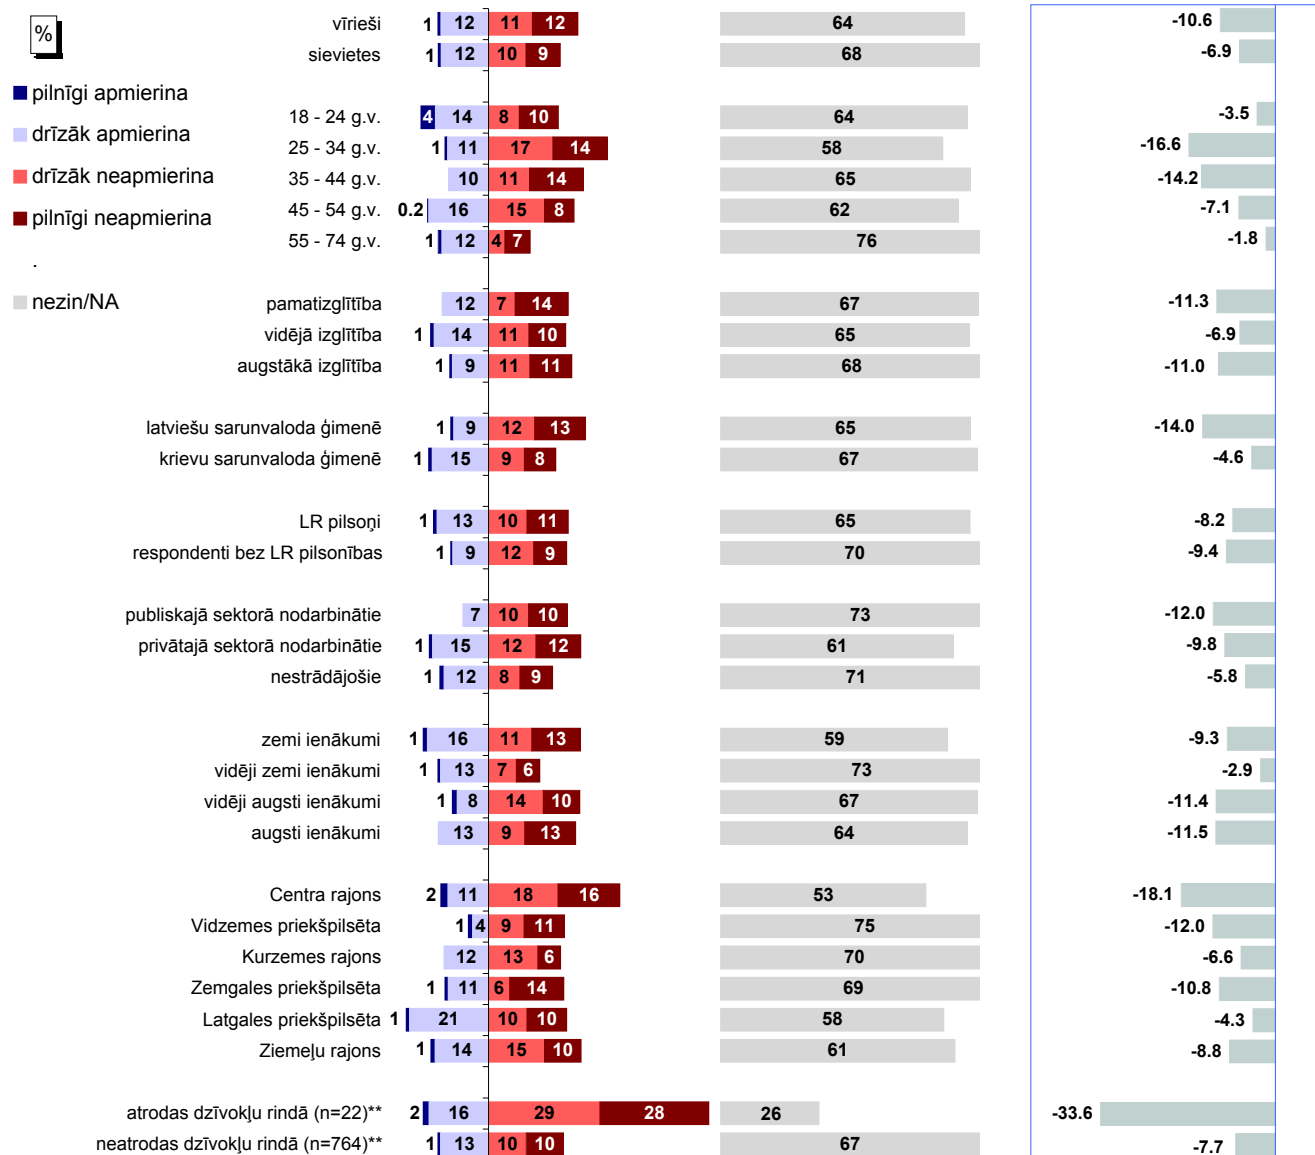 %
pilnīgi apmierina
drīzāk apmierina
drīzāk neapmierina
pilnīgi neapmierina
.
nezin/NA
vīrieši 1 12 11 12 64 -10.6
sievietes 1 12 10 9 68 -6.9
18 - 24 g.v. 4 14 8 10 64 -3.5
25 - 34 g.v. 1 11 17 14 58 -16.6
35 - 44 g.v. 10 11 14 65 -14.2
45 - 54 g.v. 0.2 16 15 8 62 -7.1
55 - 74 g.v. 1 12 4 7 76 -1.8
pamatizglītība 12 7 14 67 -11.3
vidējā izglītība 1 14 11 10 65 -6.9
augstākā izglītība 1 9 11 11 68 -11.0
latviešu sarunvaloda ģimenē 1 9 12 13 65 -14.0
krievu sarunvaloda ģimenē 1 15 9 8 67 -4.6
LR pilsoņi 1 13 10 11 65 -8.2
respondenti bez LR pilsonības 1 9 12 9 70 -9.4
publiskajā sektorā nodarbinātie 7 10 10 73 -12.0
privātajā sektorā nodarbinātie 1 15 12 12 61 -9.8
nestrādājošie 1 12 8 9 71 -5.8
zemi ienākumi 1 16 11 13 59 -9.3
vidēji zemi ienākumi 1 13 7 6 73 -2.9
vidēji augsti ienākumi 1 8 14 10 67 -11.4
augsti ienākumi 13 9 13 64 -11.5
Centra rajons 2 11 18 16 53 -18.1
Vidzemes priekšpilsēta 1 4 9 11 75 -12.0
Kurzemes rajons 12 13 6 70 -6.6
Zemgales priekšpilsēta 1 11 6 14 69 -10.8
Latgales priekšpilsēta 1 21 10 10 58 -4.3
Ziemeļu rajons 1 14 15 10 61 -8.8
atrodas dzīvokļu rindā (n=22)** 2 16 29 28 26 -33.6
neatrodas dzīvokļu rindā (n=764)** 1 13 10 10 67 -7.7